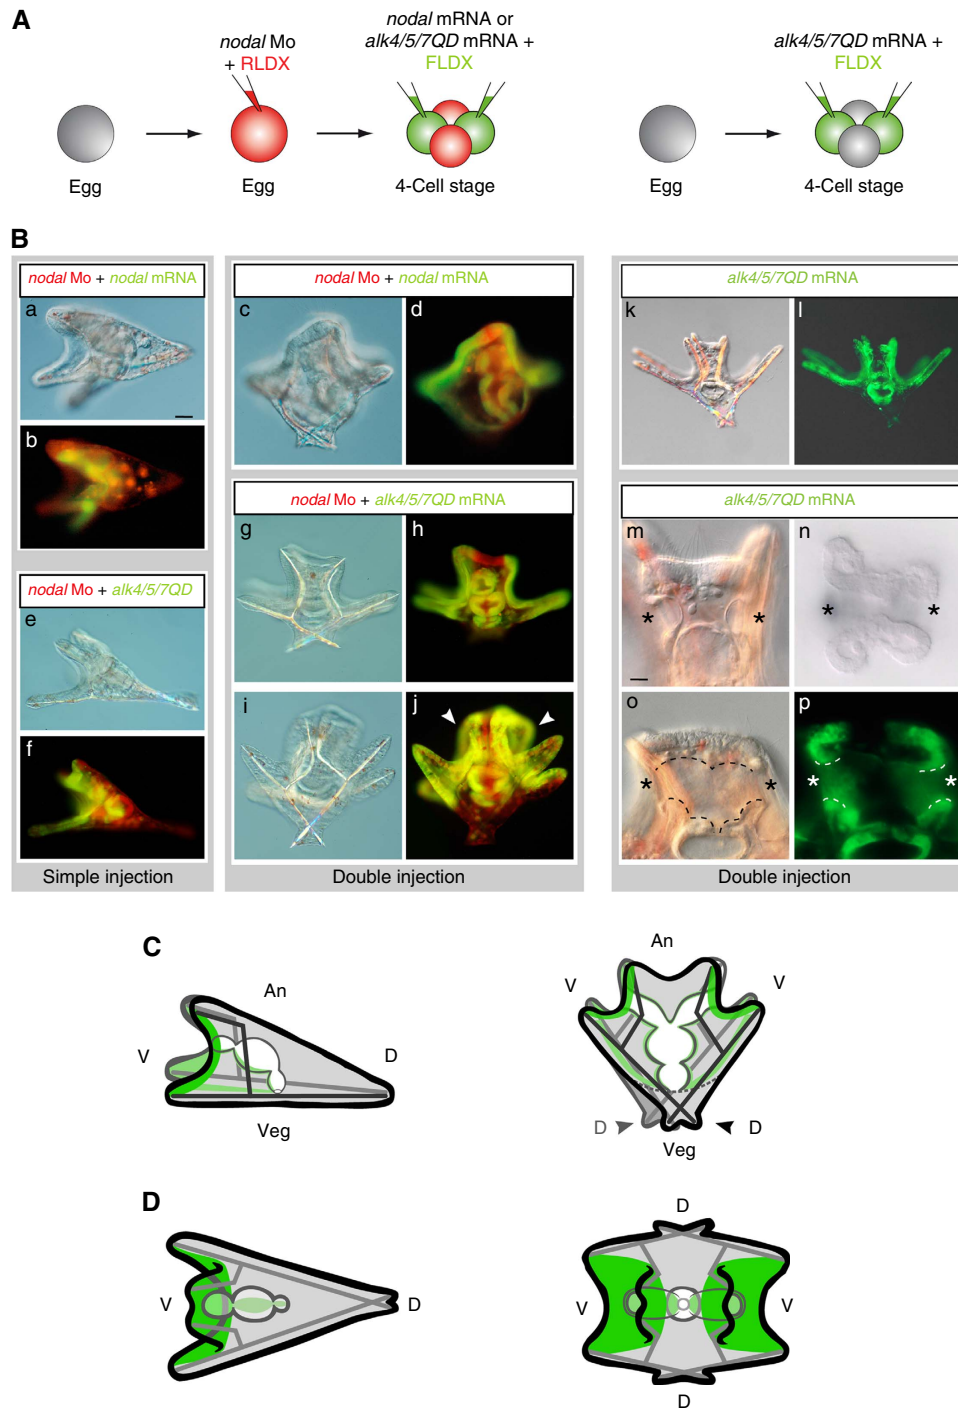 A
nodal Mo
+ RLDX
nodal mRNA or
alk4/5/7QD mRNA +
FLDX
alk4/5/7QD mRNA +
FLDX
Egg
Egg
4-Cell stage
Egg
4-Cell stage
B
nodal Mo + nodal mRNA
nodal Mo + nodal mRNA
alk4/5/7QD mRNA
a
c
d
k
l
b
nodal Mo + alk4/5/7QD mRNA
alk4/5/7QD mRNA
g
h
m
n
*
*
*
*
nodal Mo + alk4/5/7QD
e
i
j
o
p
*
*
*
*
f
Simple injection
Double injection
Double injection
C
An
V
D
Veg
An
V
V
D
D
Veg
D
V
D
D
V
V
D